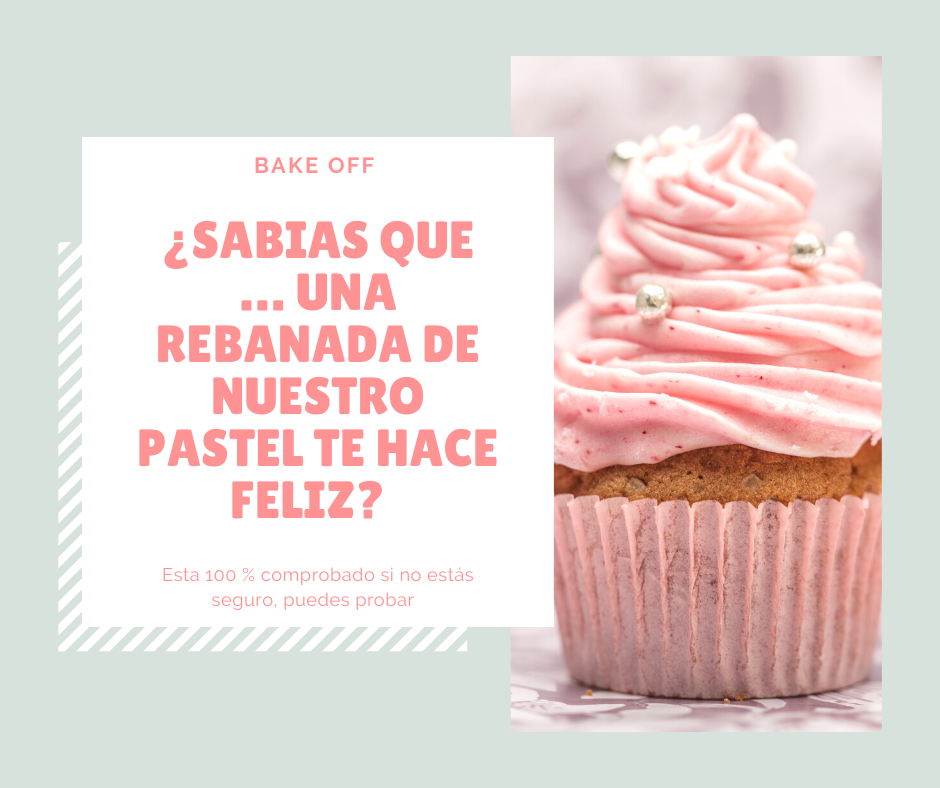 BAKE OFF
¿SABIAS QUE
... UNA
REBANADA DE
NUESTRO
PASTEL TE HACE
FELIZ?
Esta 100 % comprobado si no estás
seguro, puedes probar